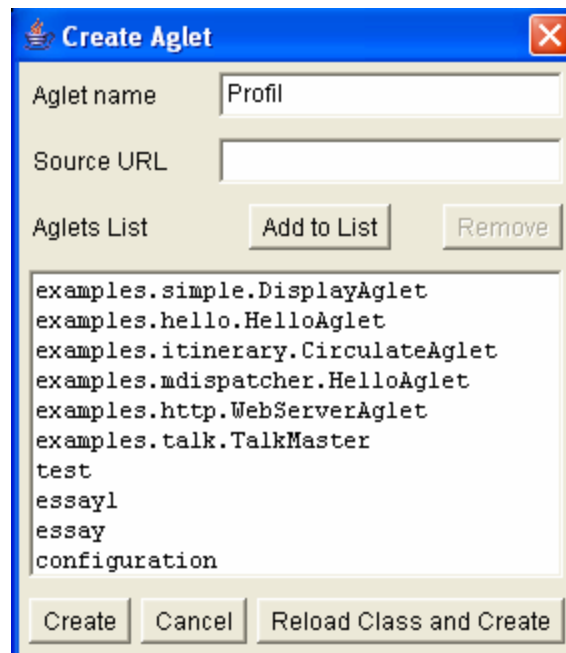 Create Aglet
Aglet name Profil
Source URL
Aglets List Add to List Remove
examples.simple.DisplayAglet
examples.hello.HelloAglet
examples.itinerary.CirculateAglet
examples.mdispatcher.HelloAglet
examples.http.WebServerAglet
examples.talk.TalkMaster
test
essay1
essay
configuration
Create Cancel Reload Class and Create